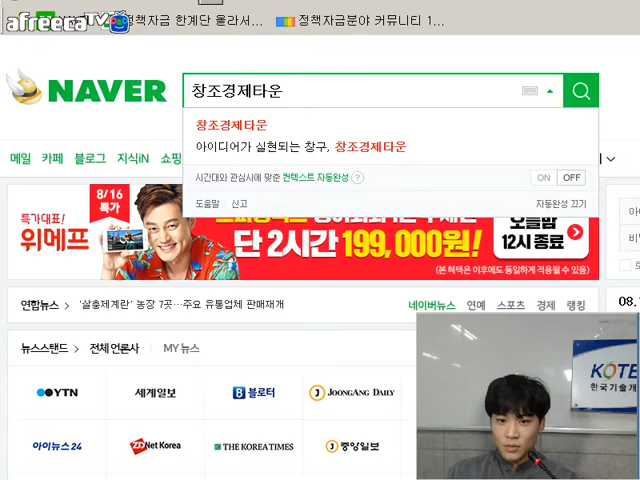 afreecaTV
정책자금 한계단 올라서...
정책자금분야 커뮤니티 1...
NAVER
창조경제타운
창조경제타운
아이디어가 실현되는 창구, 창조경제타운
시간대와 관심사에 맞춘 컨텍스트 자동완성 ?
ON OFF
도움말 신고
자동완성 끄기
메일 카페 블로그 지식iN 쇼핑
8/16
특가
특가대표!
위메프
단 2시간 199,000원!
오늘밤
12시 종료
(본 혜택은 이후에도 동일하게 적용될 수 있음)
연합뉴스 >
'살충제계란' 농장 7곳…주요 유통업체 판매재개
네이버뉴스 연예 스포츠 경제 랭킹
08.
뉴스스탠드 > 전체 언론사 MY 뉴스
YTN
세계일보
블로터
JOONGANG DAILY
아이뉴스24
ZDNet Korea
THE KOREA TIMES
중앙일보
KOTE
한국기술개